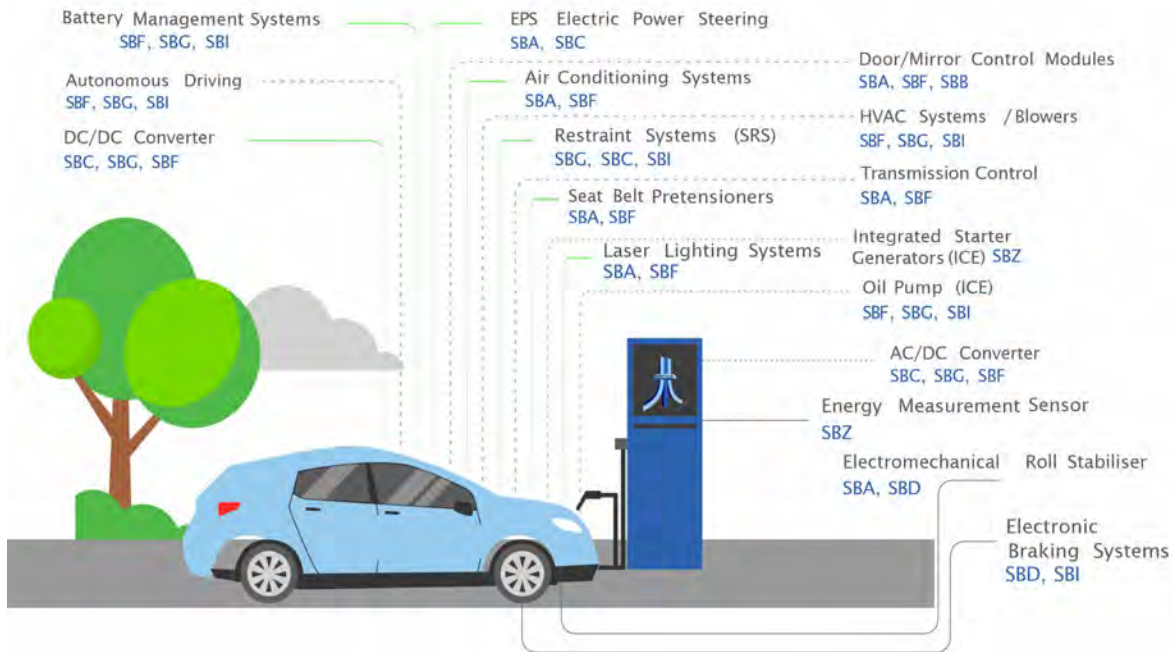 Battery Management Systems
SBF, SBG, SBI
Autonomous Driving
SBF, SBG, SBI
DC/DC Converter
SBC, SBG, SBF
EPS Electric Power Steering
SBA, SBC
Air Conditioning Systems
SBA, SBF
Restraint Systems (SRS)
SBG, SBC, SBI
Seat Belt Pretensioners
SBA, SBF
Laser Lighting Systems
SBA, SBF
Door/Mirror Control Modules
SBA, SBF, SBB
HVAC Systems /Blowers
SBF, SBG, SBI
Transmission Control
SBA, SBF
Integrated Starter
Generators (ICE) SBZ
Oil Pump (ICE)
SBF, SBG, SBI
AC/DC Converter
SBC, SBG, SBF
Energy Measurement Sensor
SBZ
Electromechanical Roll Stabiliser
SBA, SBD
Electronic
Braking Systems
SBD, SBI